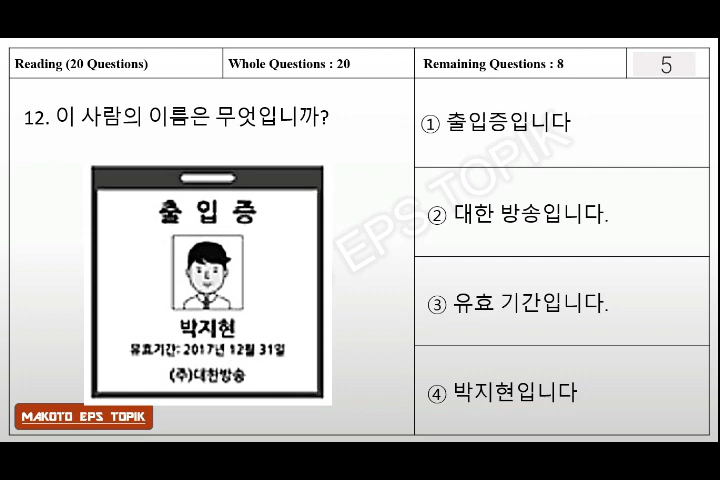 Reading (20 Questions)
Whole Questions : 20
Remaining Questions : 8
5
12. 이 사람의 이름은 무엇입니까?
출 입 증
박지현
유효기간: 2017년 12월 31일
(주)대한방송
MAKOTO EPS TOPIK
① 출입증입니다
② 대한 방송입니다.
③ 유효 기간입니다.
④ 박지현입니다
EPS TOPIK